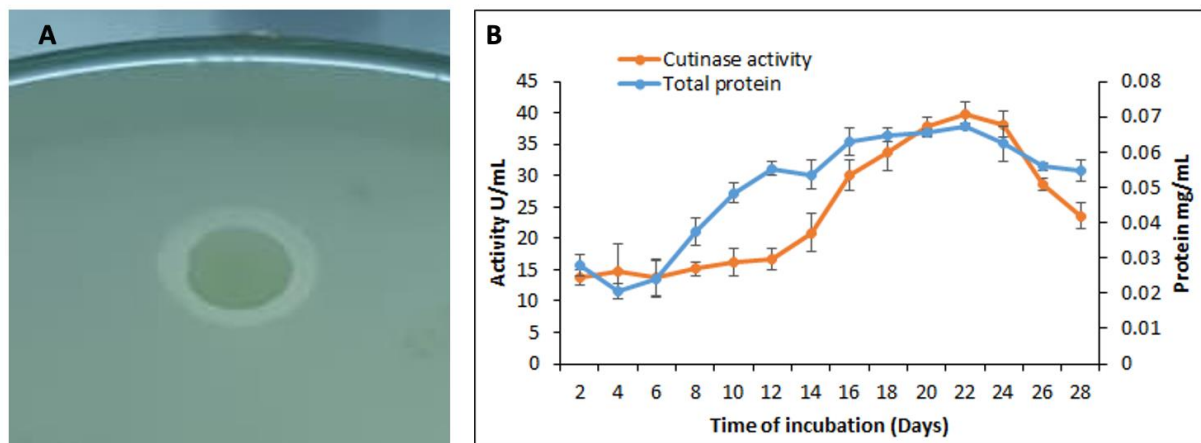 A
B
Cutinase activity
Total protein
45
40
35
30
25
20
15
10
5
0
Activity U/mL
0.08
0.07
0.06
0.05
0.04
0.03
0.02
0.01
0
Protein mg/mL
2 4 6 8 10 12 14 16 18 20 22 24 26 28
Time of incubation (Days)